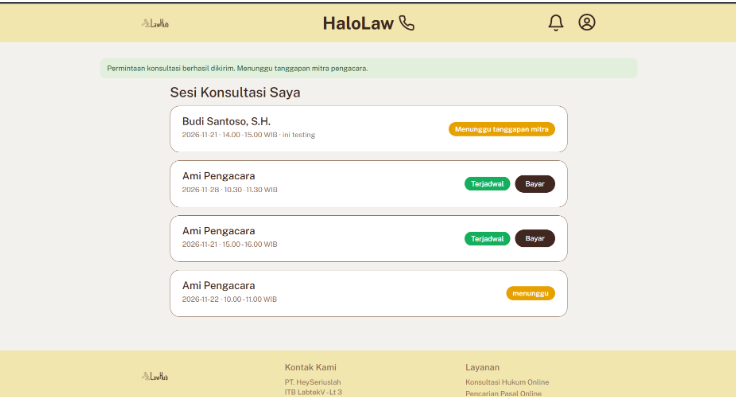 HaloLaw
Permintaan konsultasi berhasil dikirim. Menunggu tanggapan mitra pengacara.
Sesi Konsultasi Saya
Budi Santoso, S.H.
2026-11-21 · 14.00 - 15.00 WIB · ini testing
Menunggu tanggapan mitra
Ami Pengacara
2026-11-28 · 10.30 - 11.30 WIB
Terjadwal
Bayar
Ami Pengacara
2026-11-21 · 15.00 - 16.00 WIB
Terjadwal
Bayar
Ami Pengacara
2026-11-22 · 10.00 - 11.00 WIB
menunggu
Kontak Kami
Layanan
PT. HeySeriuslah
Konsultasi Hukum Online
ITB LabtekV - Lt 3
Pencarian Pasal Online